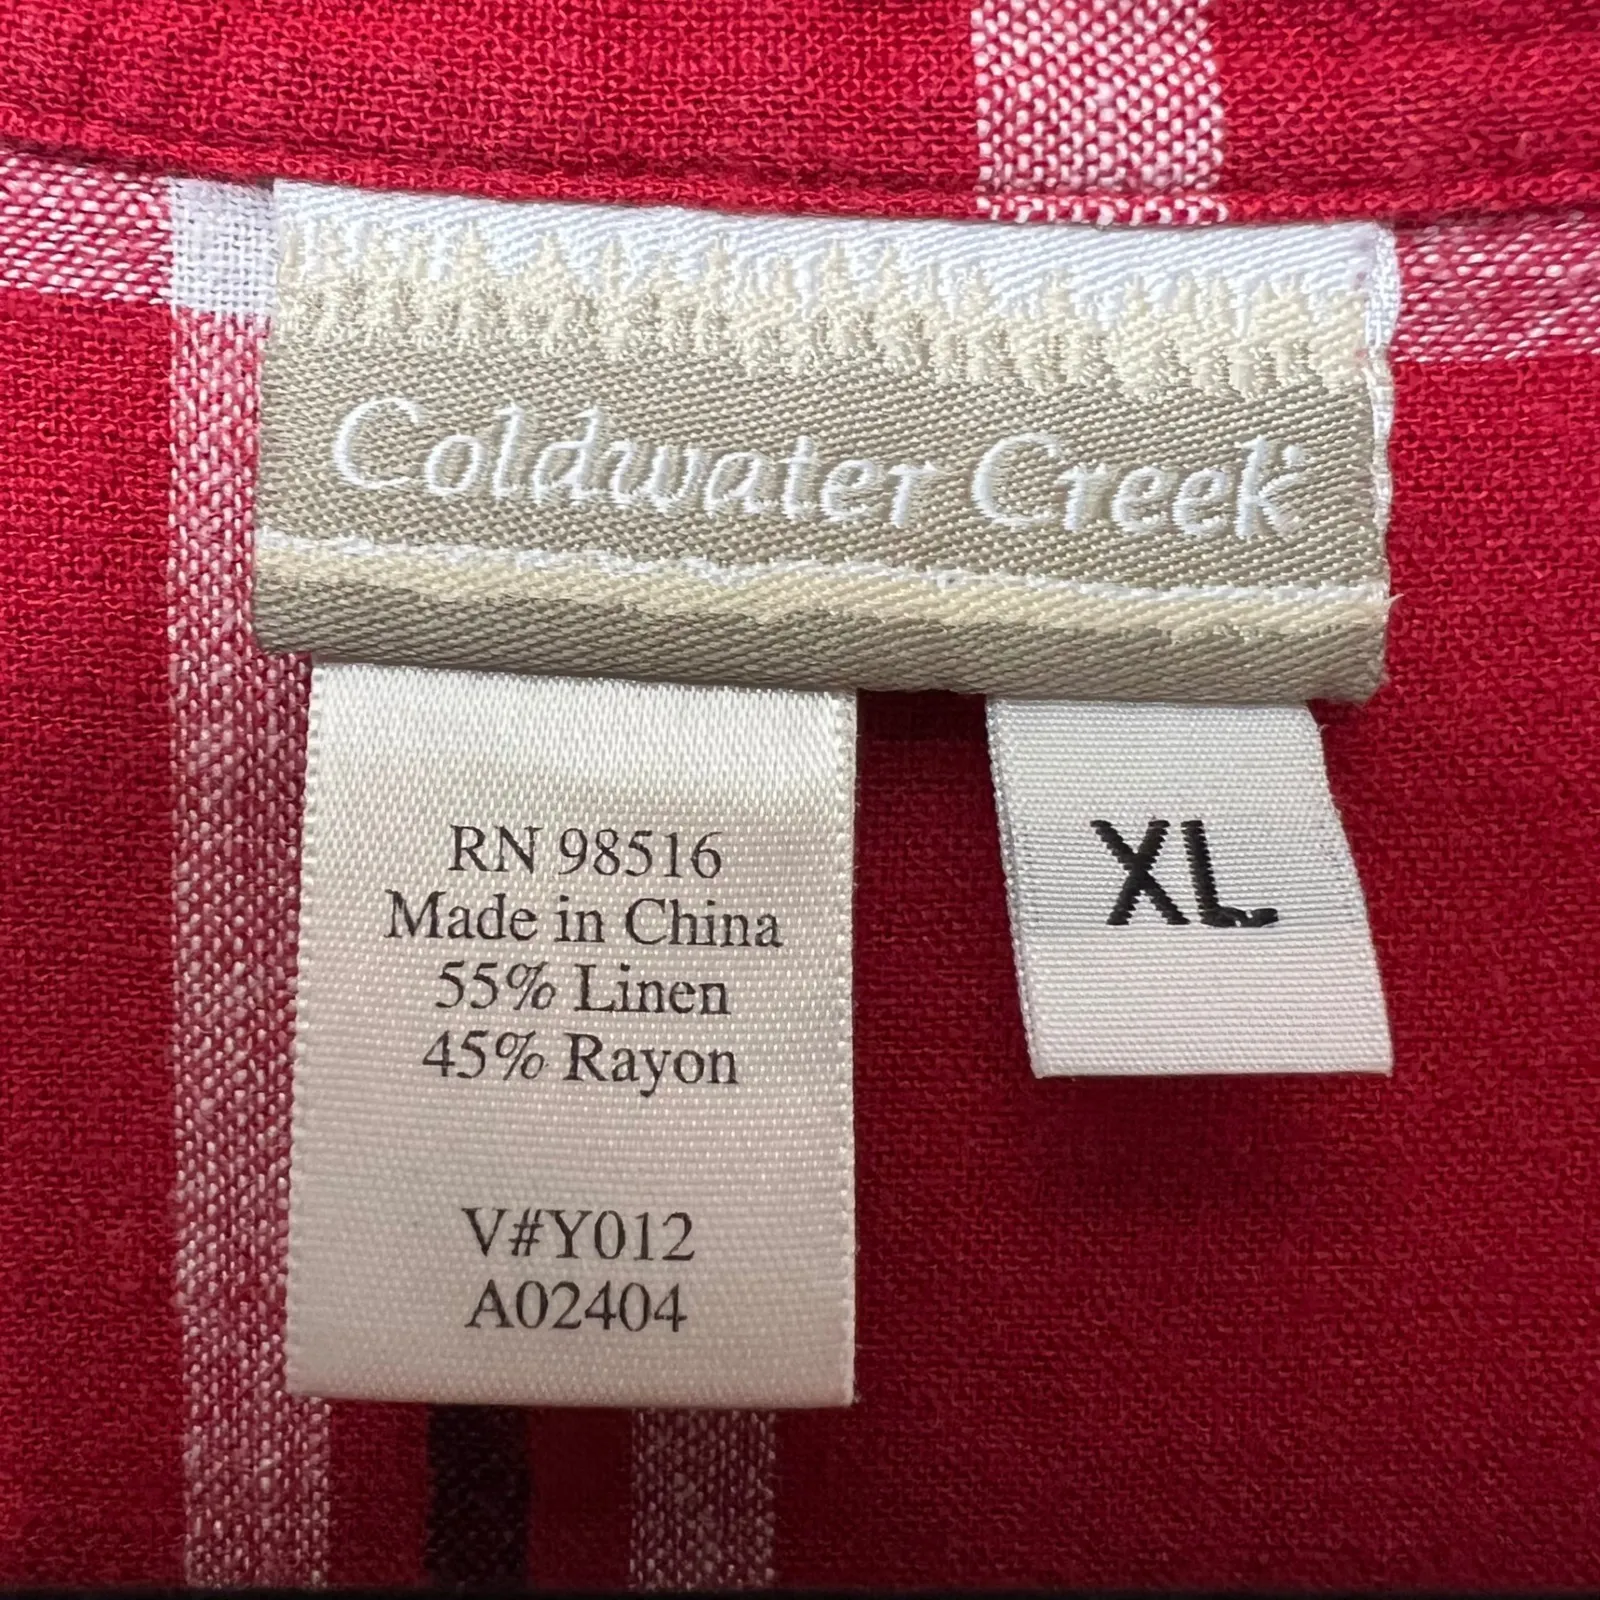 Coldwater Creek
RN 98516
Made in China
55% Linen
45% Rayon
V#Y012
A02404
XL